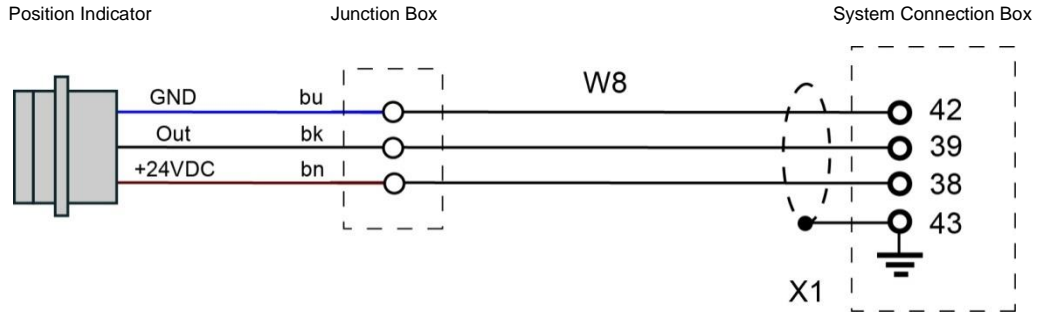 Position Indicator Junction Box System Connection Box
W8
GND bu 42
Out bk 39
+24VDC bn 38
43
X1